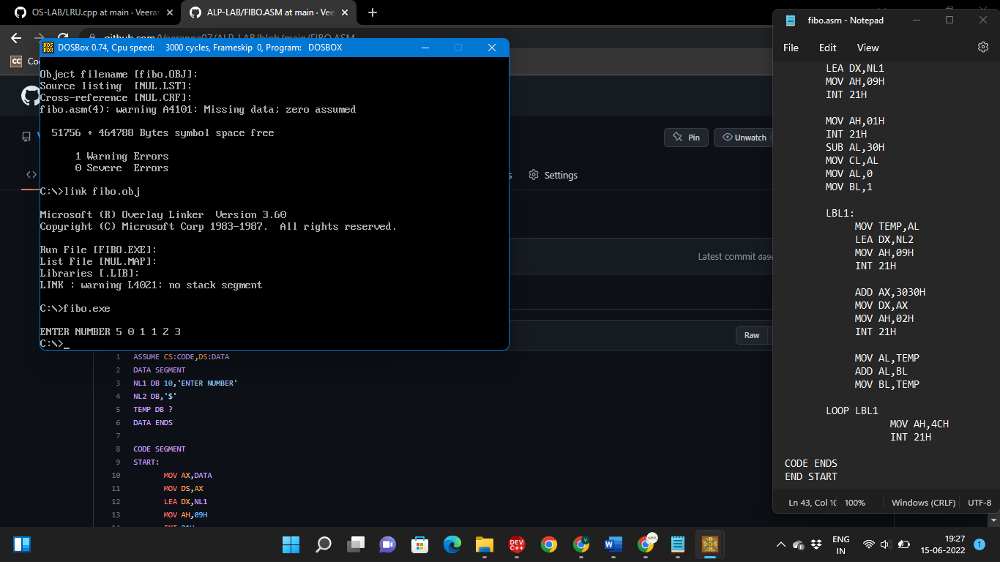 OS-LAB/LRU.cpp at main · Veeran
ALP-LAB/FIBO.ASM at main · Vee
DOSBox 0.74, Cpu speed: 3000 cycles, Frameskip 0, Program: DOSBOX
Object filename [fibo.OBJ]:
Source listing [NUL.LST]:
Cross-reference [NUL.CRF]:
fibo.asm(4): warning A4101: Missing data; zero assumed
51756 + 464788 Bytes symbol space free
1 Warning Errors
0 Severe Errors
C:\>link fibo.obj
Microsoft (R) Overlay Linker Version 3.60
Copyright (C) Microsoft Corp 1983-1987. All rights reserved.
Run File [FIBO.EXE]:
List File [NUL.MAP]:
Libraries [.LIB]:
LINK : warning L4021: no stack segment
C:\>fibo.exe
ENTER NUMBER 5 0 1 1 2 3
C:\>_
Pin
Unwatch
Settings
Latest commit da9
Raw
1 ASSUME CS:CODE,DS:DATA
2 DATA SEGMENT
3 NL1 DB 10,'ENTER NUMBER'
4 NL2 DB,'$'
5 TEMP DB ?
6 DATA ENDS
7
8 CODE SEGMENT
9 START:
10 MOV AX,DATA
11 MOV DS,AX
12 LEA DX,NL1
13 MOV AH,09H
fibo.asm - Notepad
File Edit View
LEA DX,NL1
MOV AH,09H
INT 21H
MOV AH,01H
INT 21H
SUB AL,30H
MOV CL,AL
MOV AL,0
MOV BL,1
LBL1:
MOV TEMP,AL
LEA DX,NL2
MOV AH,09H
INT 21H
ADD AX,3030H
MOV DX,AX
MOV AH,02H
INT 21H
MOV AL,TEMP
ADD AL,BL
MOV BL,TEMP
LOOP LBL1
MOV AH,4CH
INT 21H
CODE ENDS
END START
Ln 43, Col 10 100% Windows (CRLF) UTF-8
ENG
IN
19:27
15-06-2022
1